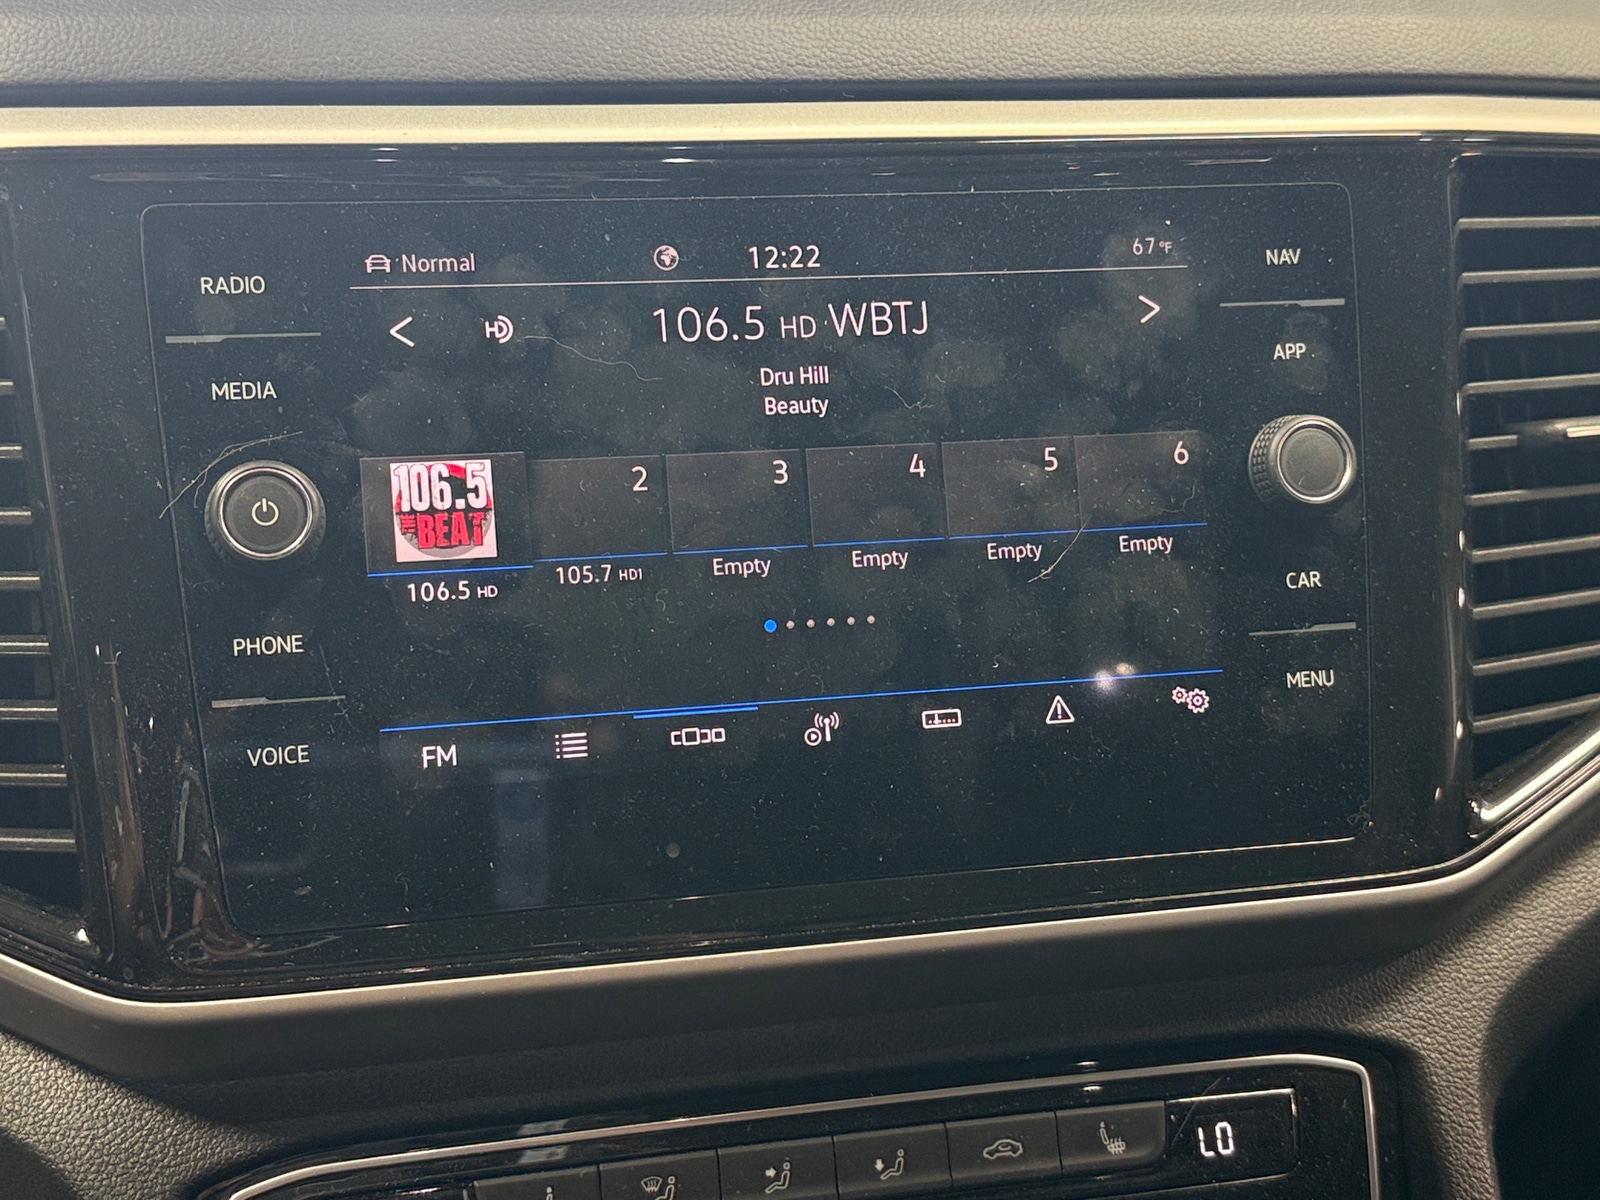 Normal 12:22 67°F
RADIO
NAV
106.5 HD WBTJ
APP
MEDIA
Dru Hill
Beauty
106.5
THE
BEAT
2 3 4 5 6
106.5 HD 105.7 HD1 Empty Empty Empty Empty
CAR
PHONE
MENU
VOICE
FM
LO